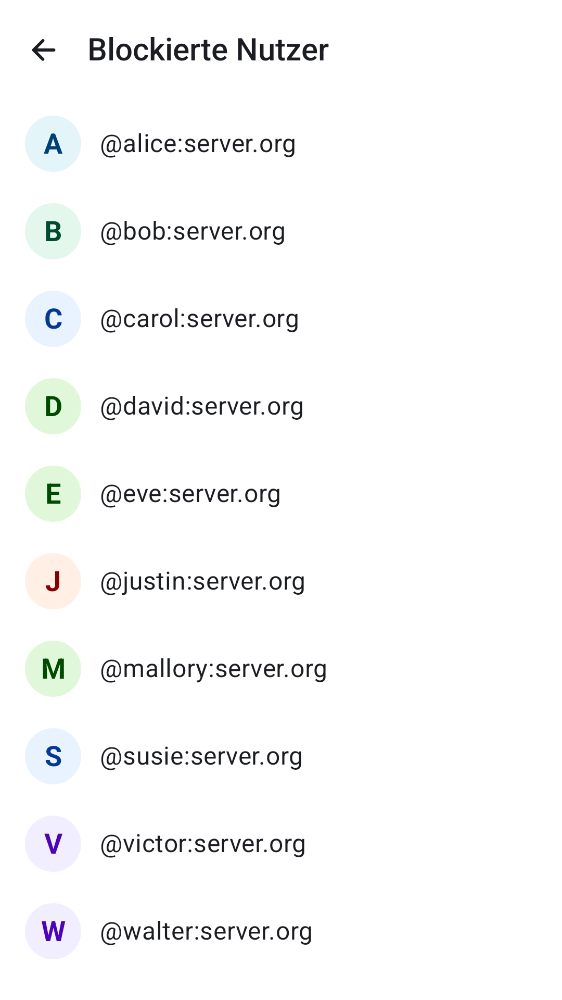 Blockierte Nutzer
A @alice:server.org
B @bob:server.org
C @carol:server.org
D @david:server.org
E @eve:server.org
J @justin:server.org
M @mallory:server.org
S @susie:server.org
V @victor:server.org
W @walter:server.org